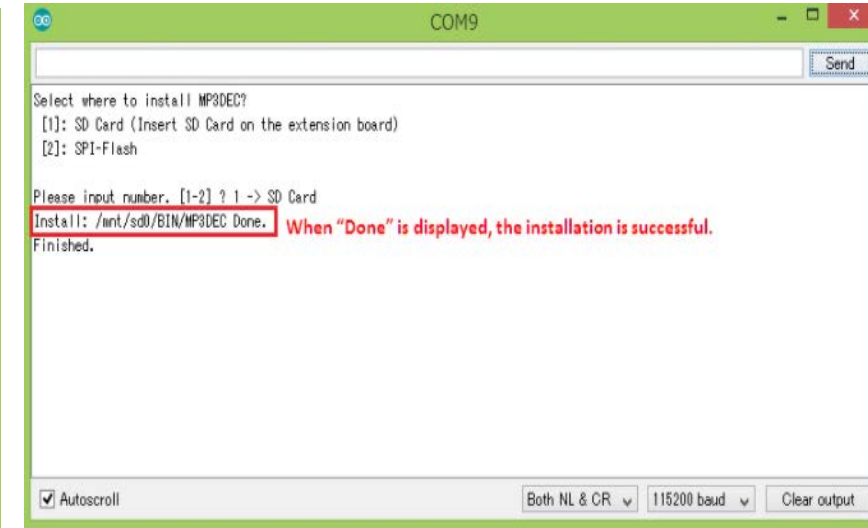 COM9
Send
Select where to install MP3DEC?
[1]: SD Card (Insert SD Card on the extension board)
[2]: SPI-Flash
Please input number. [1-2] ? 1 -> SD Card
Install: /mnt/sd0/BIN/MP3DEC Done.
When “Done” is displayed, the installation is successful.
Finished.
Autoscroll
Both NL & CR
115200 baud
Clear output